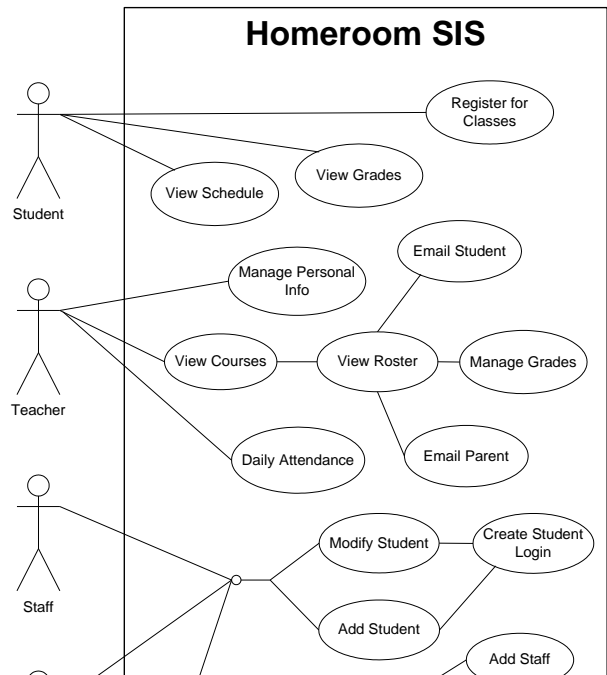 Homeroom SIS
Register for
Classes
View Grades
View Schedule
Student
Email Student
Manage Personal
Info
View Courses
View Roster
Manage Grades
Teacher
Daily Attendance
Email Parent
Modify Student
Create Student
Login
Staff
Add Student
Add Staff